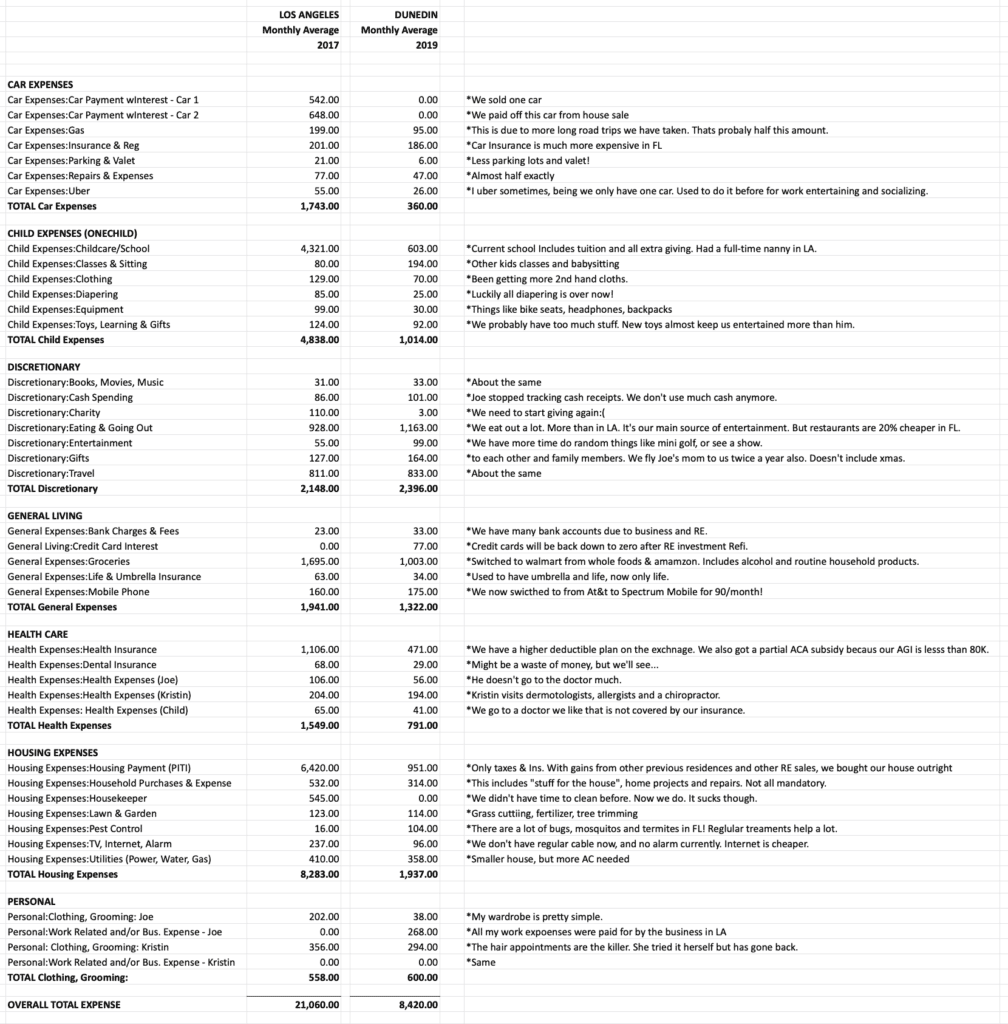 LOS ANGELES DUNEDIN
Monthly Average Monthly Average
2017 2019
CAR EXPENSES
Car Expenses:Car Payment wInterest - Car 1 542.00 0.00 *We sold one car
Car Expenses:Car Payment wInterest - Car 2 648.00 0.00 *We paid off this car from house sale
Car Expenses:Gas 199.00 95.00 *This is due to more long road trips we have taken. Thats probaly half this amount.
Car Expenses:Insurance & Reg 201.00 186.00 *Car Insurance is much more expensive in FL
Car Expenses:Parking & Valet 21.00 6.00 *Less parking lots and valet!
Car Expenses:Repairs & Expenses 77.00 47.00 *Almost half exactly
Car Expenses:Uber 55.00 26.00 *I uber sometimes, being we only have one car. Used to do it before for work entertaining and socializing.
TOTAL Car Expenses 1,743.00 360.00
CHILD EXPENSES (ONECHILD)
Child Expenses:Childcare/School 4,321.00 603.00 *Current school Includes tuition and all extra giving. Had a full-time nanny in LA.
Child Expenses:Classes & Sitting 80.00 194.00 *Other kids classes and babysitting
Child Expenses:Clothing 129.00 70.00 *Been getting more 2nd hand cloths.
Child Expenses:Diapering 85.00 25.00 *Luckily all diapering is over now!
Child Expenses:Equipment 99.00 30.00 *Things like bike seats, headphones, backpacks
Child Expenses:Toys, Learning & Gifts 124.00 92.00 *We probably have too much stuff. New toys almost keep us entertained more than him.
TOTAL Child Expenses 4,838.00 1,014.00
DISCRETIONARY
Discretionary:Books, Movies, Music 31.00 33.00 *About the same
Discretionary:Cash Spending 86.00 101.00 *Joe stopped tracking cash receipts. We don't use much cash anymore.
Discretionary:Charity 110.00 3.00 *We need to start giving again:(
Discretionary:Eating & Going Out 928.00 1,163.00 *We eat out a lot. More than in LA. It's our main source of entertainment. But restaurants are 20% cheaper in FL.
Discretionary:Entertainment 55.00 99.00 *We have more time do random things like mini golf, or see a show.
Discretionary:Gifts 127.00 164.00 *to each other and family members. We fly Joe's mom to us twice a year also. Doesn't include xmas.
Discretionary:Travel 811.00 833.00 *About the same
TOTAL Discretionary 2,148.00 2,396.00
GENERAL LIVING
General Expenses:Bank Charges & Fees 23.00 33.00 *We have many bank accounts due to business and RE.
General Living:Credit Card Interest 0.00 77.00 *Credit cards will be back down to zero after RE investment Refi.
General Expenses:Groceries 1,695.00 1,003.00 *Switched to walmart from whole foods & amamzon. Includes alcohol and routine household products.
General Expenses:Life & Umbrella Insurance 63.00 34.00 *Used to have umbrella and life, now only life.
General Expenses:Mobile Phone 160.00 175.00 *We now swicthed to from At&t to Spectrum Mobile for 90/month!
TOTAL General Expenses 1,941.00 1,322.00
HEALTH CARE
Health Expenses:Health Insurance 1,106.00 471.00 *We have a higher deductible plan on the exchnage. We also got a partial ACA subsidy becaus our AGI is lesss than 80K.
Health Expenses:Dental Insurance 68.00 29.00 *Might be a waste of money, but we'll see...
Health Expenses:Health Expenses (Joe) 106.00 56.00 *He doesn't go to the doctor much.
Health Expenses:Health Expenses (Kristin) 204.00 194.00 *Kristin visits dermotologists, allergists and a chiropractor.
Health Expenses: Health Expenses (Child) 65.00 41.00 *We go to a doctor we like that is not covered by our insurance.
TOTAL Health Expenses 1,549.00 791.00
HOUSING EXPENSES
Housing Expenses:Housing Payment (PITI) 6,420.00 951.00 *Only taxes & Ins. With gains from other previous residences and other RE sales, we bought our house outright
Housing Expenses:Household Purchases & Expense 532.00 314.00 *This includes "stuff for the house", home projects and repairs. Not all mandatory.
Housing Expenses:Housekeeper 545.00 0.00 *We didn't have time to clean before. Now we do. It sucks though.
Housing Expenses:Lawn & Garden 123.00 114.00 *Grass cuttiing, fertilizer, tree trimming
Housing Expenses:Pest Control 16.00 104.00 *There are a lot of bugs, mosquitos and termites in FL! Reglular treaments help a lot.
Housing Expenses:TV, Internet, Alarm 237.00 96.00 *We don't have regular cable now, and no alarm currently. Internet is cheaper.
Housing Expenses:Utilities (Power, Water, Gas) 410.00 358.00 *Smaller house, but more AC needed
TOTAL Housing Expenses 8,283.00 1,937.00
PERSONAL
Personal:Clothing, Grooming: Joe 202.00 38.00 *My wardrobe is pretty simple.
Personal:Work Related and/or Bus. Expense - Joe 0.00 268.00 *All my work expoenses were paid for by the business in LA
Personal: Clothing, Grooming: Kristin 356.00 294.00 *The hair appointments are the killer. She tried it herself but has gone back.
Personal:Work Related and/or Bus. Expense - Kristin 0.00 0.00 *Same
TOTAL Clothing, Grooming: 558.00 600.00
OVERALL TOTAL EXPENSE 21,060.00 8,420.00